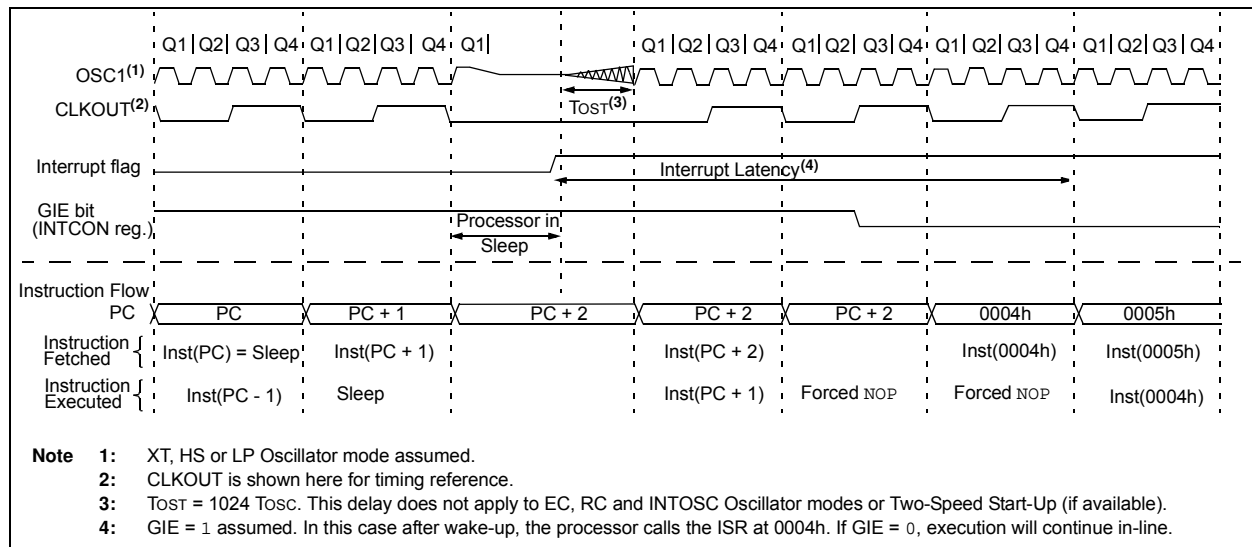 Q1 | Q2 | Q3 | Q4 Q1 | Q2 | Q3 | Q4 Q1 | Q1 | Q2 | Q3 | Q4 Q1 | Q2 | Q3 | Q4 Q1 | Q2 | Q3 | Q4 Q1 | Q2 | Q3 | Q4
OSC1(1)
TOST(3)
CLKOUT(2)
Interrupt flag
Interrupt Latency(4)
GIE bit
(INTCON reg.)
Processor in
Sleep
Instruction Flow
PC PC PC + 1 PC + 2 PC + 2 PC + 2 0004h 0005h
Instruction
Fetched { Inst(PC) = Sleep Inst(PC + 1) Inst(PC + 2) Inst(0004h) Inst(0005h)
Instruction
Executed { Inst(PC - 1) Sleep Inst(PC + 1) Forced NOP Forced NOP Inst(0004h)
Note 1: XT, HS or LP Oscillator mode assumed.
2: CLKOUT is shown here for timing reference.
3: TOST = 1024 TOSC. This delay does not apply to EC, RC and INTOSC Oscillator modes or Two-Speed Start-Up (if available).
4: GIE = 1 assumed. In this case after wake-up, the processor calls the ISR at 0004h. If GIE = 0, execution will continue in-line.